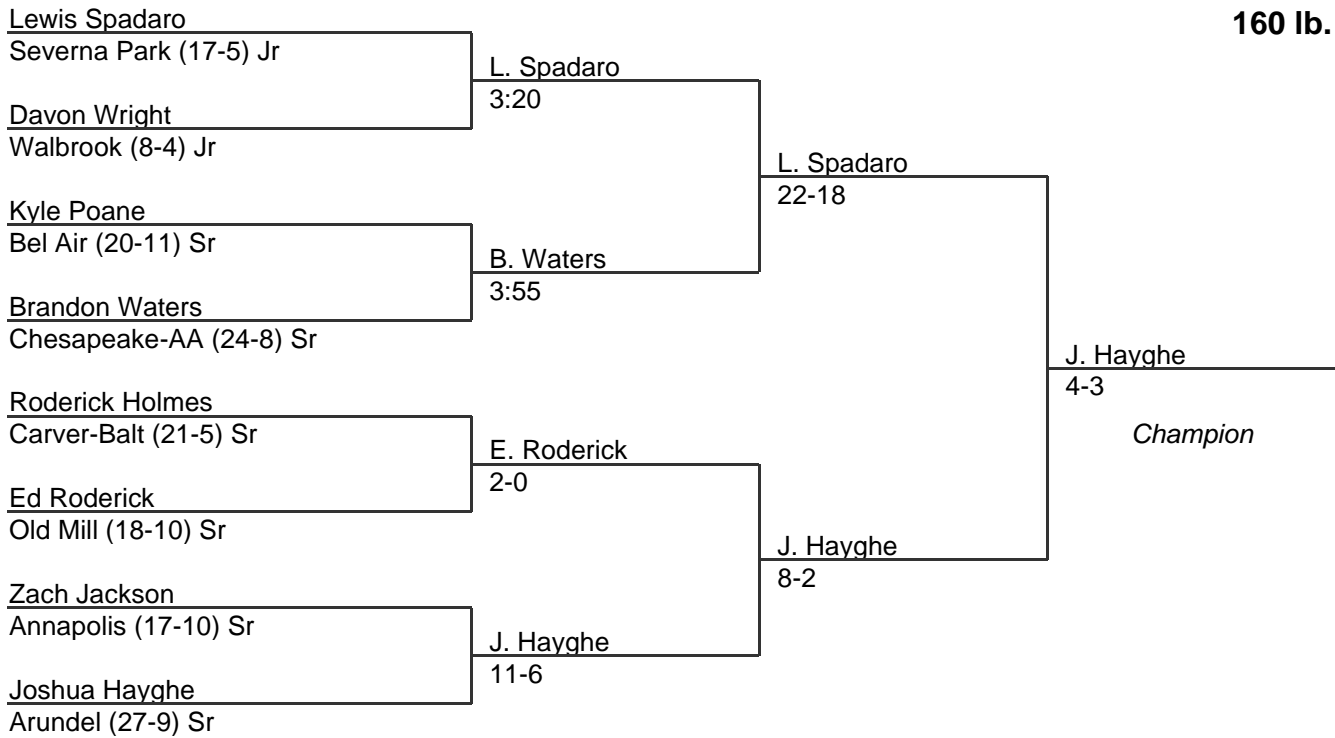 160 lb.
Lewis Spadaro
Severna Park (17-5) Jr
Davon Wright
Walbrook (8-4) Jr
Kyle Poane
Bel Air (20-11) Sr
Brandon Waters
Chesapeake-AA (24-8) Sr
Roderick Holmes
Carver-Balt (21-5) Sr
Ed Roderick
Old Mill (18-10) Sr
Zach Jackson
Annapolis (17-10) Sr
Joshua Hayghe
Arundel (27-9) Sr
L. Spadaro
3:20
B. Waters
3:55
E. Roderick
2-0
J. Hayghe
11-6
L. Spadaro
22-18
J. Hayghe
8-2
J. Hayghe
4-3
Champion